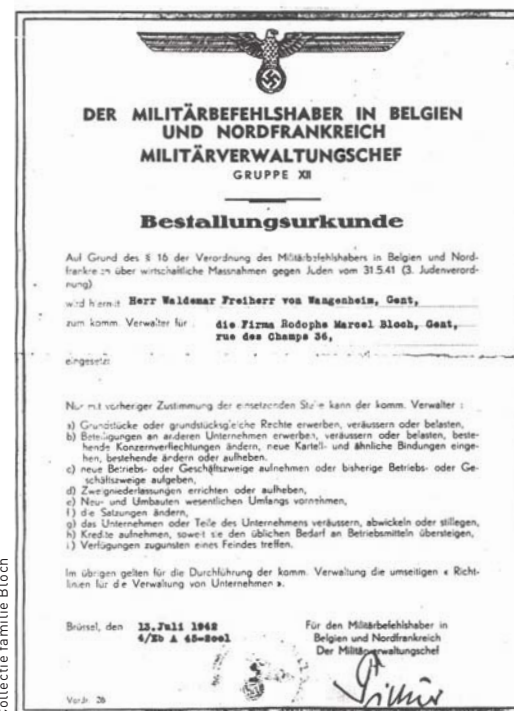 DER MILITÄRBEFEHLSHABER IN BELGIEN
UND NORDFRANKREICH
MILITÄRVERWALTUNGSCHEF
GRUPPE XII
Bestallungsurkunde
Auf Grund des § 16 der Verordnung des Militärbefehlshabers in Belgien und Nord-
frankreich über wirtschaftliche Massnahmen gegen Juden vom 31.5.41 (3. Judenverord-
nung)
wird hiermit Herr Waldemar Freiherr von Wangenheim, Gent,
zum komm. Verwalter für die Firma Rodophe Marcel Bloch, Gent,
rue des Champs 36,
eingesetzt
Nur mit vorheriger Zustimmung der einsetzenden Stelle kann der komm. Verwalter :
a) Grundstücke oder grundstücksgleiche Rechte erwerben, veräussern oder belasten,
b) Beteiligungen an anderen Unternehmen erwerben, veräussern oder belasten, beste-
hende Konzernverflechtungen ändern, neue Kartell- und ähnliche Bindungen einge-
hen, bestehende ändern oder aufheben.
c) neue Betriebs- oder Geschäftszweige aufnehmen oder bisherige Betriebs- oder Ge-
schäftszweige aufgeben,
d) Zweigniederlassungen errichten oder aufheben,
e) Neu- und Umbauten wesentlichen Umfangs vornehmen,
f) die Satzungen ändern,
g) das Unternehmen oder Teile des Unternehmens veräussern, abwickeln oder stillegen,
h) Kredite aufnehmen, soweit sie den üblichen Bedarf an Betriebsmitteln übersteigen,
i) Verfügungen zugunsten eines Feindes treffen.
Im übrigen gelten für die Durchführung der komm. Verwaltung die umseitigen « Richt-
linien für die Verwaltung von Unternehmen ».
Brüssel, den 13. Juli 1942
4/Eb A 45-2001
Für den Militärbefehlshaber in
Belgien und Nordfrankreich
Der Militärverwaltungschef
Vordr. 26
Collectie familie Bloch